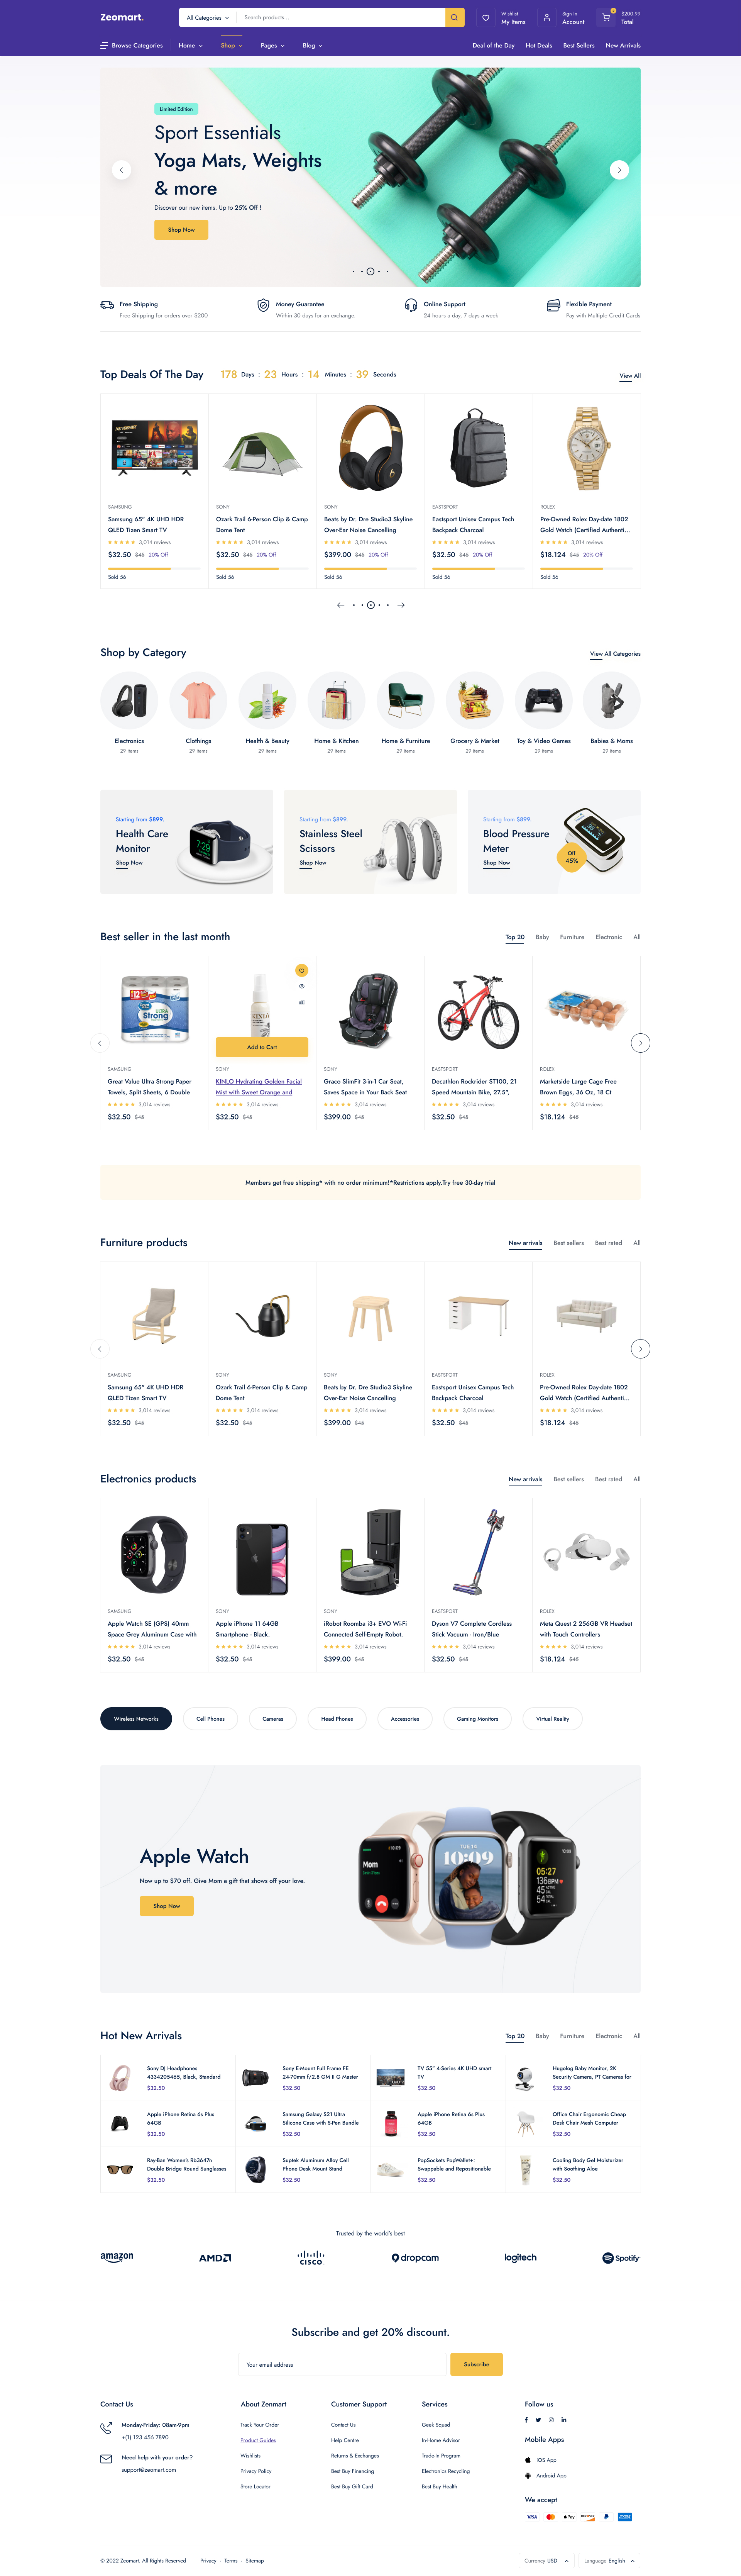 Zeomart.
All Categories
Search products...
Wishlist
My Items
Sign In
Account
$200.99
Total
Browse Categories
Home
Shop
Pages
Blog
Deal of the Day
Hot Deals
Best Sellers
New Arrivals
Limited Edition
Sport Essentials
Yoga Mats, Weights
& more
Discover our new items. Up to 25% Off !
Shop Now
Free Shipping
Free Shipping for orders over $200
Money Guarantee
Within 30 days for an exchange.
Online Support
24 hours a day, 7 days a week
Flexible Payment
Pay with Multiple Credit Cards
Top Deals Of The Day
178 Days : 23 Hours : 14 Minutes : 39 Seconds
View All
SAMSUNG
Samsung 65" 4K UHD HDR
QLED Tizen Smart TV
3,014 reviews
$32.50 $45 20% Off
Sold 56
SONY
Ozark Trail 6-Person Clip & Camp
Dome Tent
3,014 reviews
$32.50 $45 20% Off
Sold 56
SONY
Beats by Dr. Dre Studio3 Skyline
Over-Ear Noise Cancelling
3,014 reviews
$399.00 $45 20% Off
Sold 56
EASTSPORT
Eastsport Unisex Campus Tech
Backpack Charcoal
3,014 reviews
$32.50 $45 20% Off
Sold 56
ROLEX
Pre-Owned Rolex Day-date 1802
Gold Watch (Certified Authenti...
3,014 reviews
$18.124 $45 20% Off
Sold 56
Shop by Category
View All Categories
Electronics
29 items
Clothings
29 items
Health & Beauty
29 items
Home & Kitchen
29 items
Home & Furniture
29 items
Grocery & Market
29 items
Toy & Video Games
29 items
Babies & Moms
29 items
Starting from $899.
Health Care
Monitor
Shop Now
7:29
Starting from $899.
Stainless Steel
Scissors
Shop Now
Starting from $899.
Blood Pressure
Meter
Shop Now
Off
45%
Best seller in the last month
Top 20
Baby
Furniture
Electronic
All
SAMSUNG
Great Value Ultra Strong Paper
Towels, Split Sheets, 6 Double
3,014 reviews
$32.50 $45
KINLÒ
Add to Cart
SONY
KINLO Hydrating Golden Facial
Mist with Sweet Orange and
3,014 reviews
$32.50 $45
SONY
Graco SlimFit 3-in-1 Car Seat,
Saves Space in Your Back Seat
3,014 reviews
$399.00 $45
EASTSPORT
Decathlon Rockrider ST100, 21
Speed Mountain Bike, 27.5",
3,014 reviews
$32.50 $45
ROLEX
Marketside Large Cage Free
Brown Eggs, 36 Oz, 18 Ct
3,014 reviews
$18.124 $45
Members get free shipping* with no order minimum!*Restrictions apply.Try free 30-day trial
Furniture products
New arrivals
Best sellers
Best rated
All
SAMSUNG
Samsung 65" 4K UHD HDR
QLED Tizen Smart TV
3,014 reviews
$32.50 $45
SONY
Ozark Trail 6-Person Clip & Camp
Dome Tent
3,014 reviews
$32.50 $45
SONY
Beats by Dr. Dre Studio3 Skyline
Over-Ear Noise Cancelling
3,014 reviews
$399.00 $45
EASTSPORT
Eastsport Unisex Campus Tech
Backpack Charcoal
3,014 reviews
$32.50 $45
ROLEX
Pre-Owned Rolex Day-date 1802
Gold Watch (Certified Authenti...
3,014 reviews
$18.124 $45
Electronics products
New arrivals
Best sellers
Best rated
All
SAMSUNG
Apple Watch SE (GPS) 40mm
Space Grey Aluminum Case with
3,014 reviews
$32.50 $45
SONY
Apple iPhone 11 64GB
Smartphone - Black.
3,014 reviews
$32.50 $45
SONY
iRobot Roomba i3+ EVO Wi-Fi
Connected Self-Empty Robot.
3,014 reviews
$399.00 $45
EASTSPORT
Dyson V7 Complete Cordless
Stick Vacuum - Iron/Blue
3,014 reviews
$32.50 $45
ROLEX
Meta Quest 2 256GB VR Headset
with Touch Controllers
3,014 reviews
$18.124 $45
Wireless Networks
Cell Phones
Cameras
Head Phones
Accessories
Gaming Monitors
Virtual Reality
Apple Watch
Now up to $70 off. Give Mom a gift that shows off your love.
Shop Now
10:09
Mom
TUE 14
10:09
05:27
136BPM
Hot New Arrivals
Top 20
Baby
Furniture
Electronic
All
Sony DJ Headphones
4334205465, Black, Standard
$32.50
Sony E-Mount Full Frame FE
24-70mm f/2.8 GM II G Master
$32.50
TV 55" 4-Series 4K UHD smart
TV
$32.50
Hugolog Baby Monitor, 2K
Security Camera, PT Cameras for
$32.50
Apple iPhone Retina 6s Plus
64GB
$32.50
Samsung Galaxy S21 Ultra
Silicone Case with S-Pen Bundle
$32.50
Apple iPhone Retina 6s Plus
64GB
$32.50
Office Chair Ergonomic Cheap
Desk Chair Mesh Computer
$32.50
Ray-Ban Women's Rb3647n
Double Bridge Round Sunglasses
$32.50
Suptek Aluminum Alloy Cell
Phone Desk Mount Stand
$32.50
PopSockets PopWallet+:
Swappable and Repositionable
$32.50
Cooling Body Gel Moisturizer
with Soothing Aloe
$32.50
Trusted by the world's best
amazon
AMD
CISCO
dropcam
logitech
Spotify
Subscribe and get 20% discount.
Your email address
Subscribe
Contact Us
Monday-Friday: 08am-9pm
+(1) 123 456 7890
Need help with your order?
support@zeomart.com
About Zenmart
Track Your Order
Product Guides
Wishlists
Privacy Policy
Store Locator
Customer Support
Contact Us
Help Centre
Returns & Exchanges
Best Buy Financing
Best Buy Gift Card
Services
Geek Squad
In-Home Advisor
Trade-In Program
Electronics Recycling
Best Buy Health
Follow us
Mobile Apps
iOS App
Android App
We accept
VISA
Pay
DISCOVER
© 2022 Zeomart. All Rights Reserved
Privacy · Terms · Sitemap
Currency USD
Language English